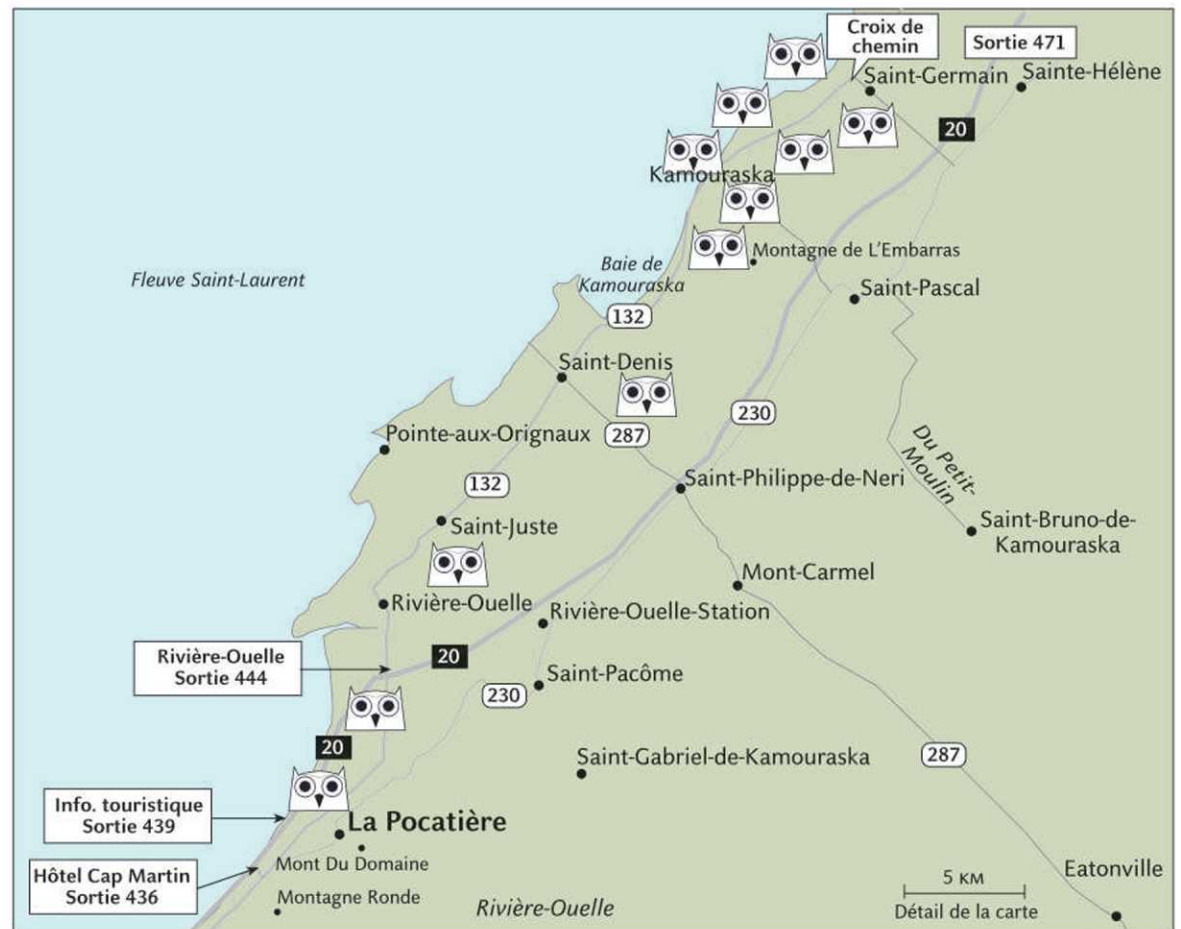 Croix de
chemin
Sortie 471
Saint-Germain
Sainte-Hélène
20
Kamouraska
Montagne de L'Embarras
Fleuve Saint-Laurent
Baie de
Kamouraska
Saint-Pascal
132
Saint-Denis
230
Pointe-aux-Orignaux
287
Du Petit-
Moulin
132
Saint-Philippe-de-Neri
Saint-Juste
Saint-Bruno-de-
Kamouraska
Mont-Carmel
Rivière-Ouelle
Rivière-Ouelle-Station
Rivière-Ouelle
Sortie 444
20
Saint-Pacôme
230
20
Saint-Gabriel-de-Kamouraska
287
Info. touristique
Sortie 439
La Pocatière
Mont Du Domaine
Hôtel Cap Martin
Sortie 436
Montagne Ronde
Rivière-Ouelle
5 KM
Détail de la carte
Eatonville